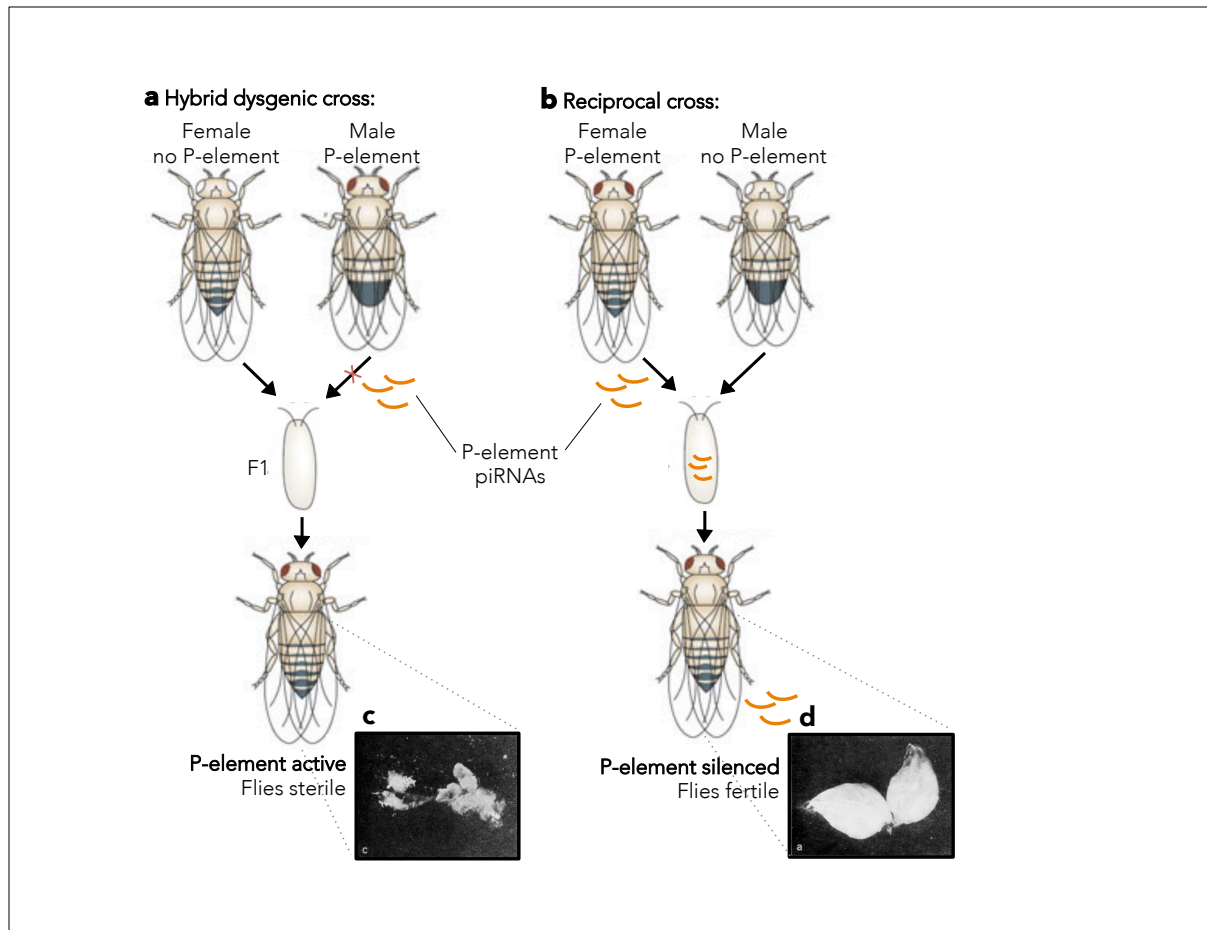 a Hybrid dysgenic cross:
Female
no P-element
Male
P-element
b Reciprocal cross:
Female
P-element
Male
no P-element
F1
P-element
piRNAs
c
P-element active
Flies sterile
c
d
P-element silenced
Flies fertile
a